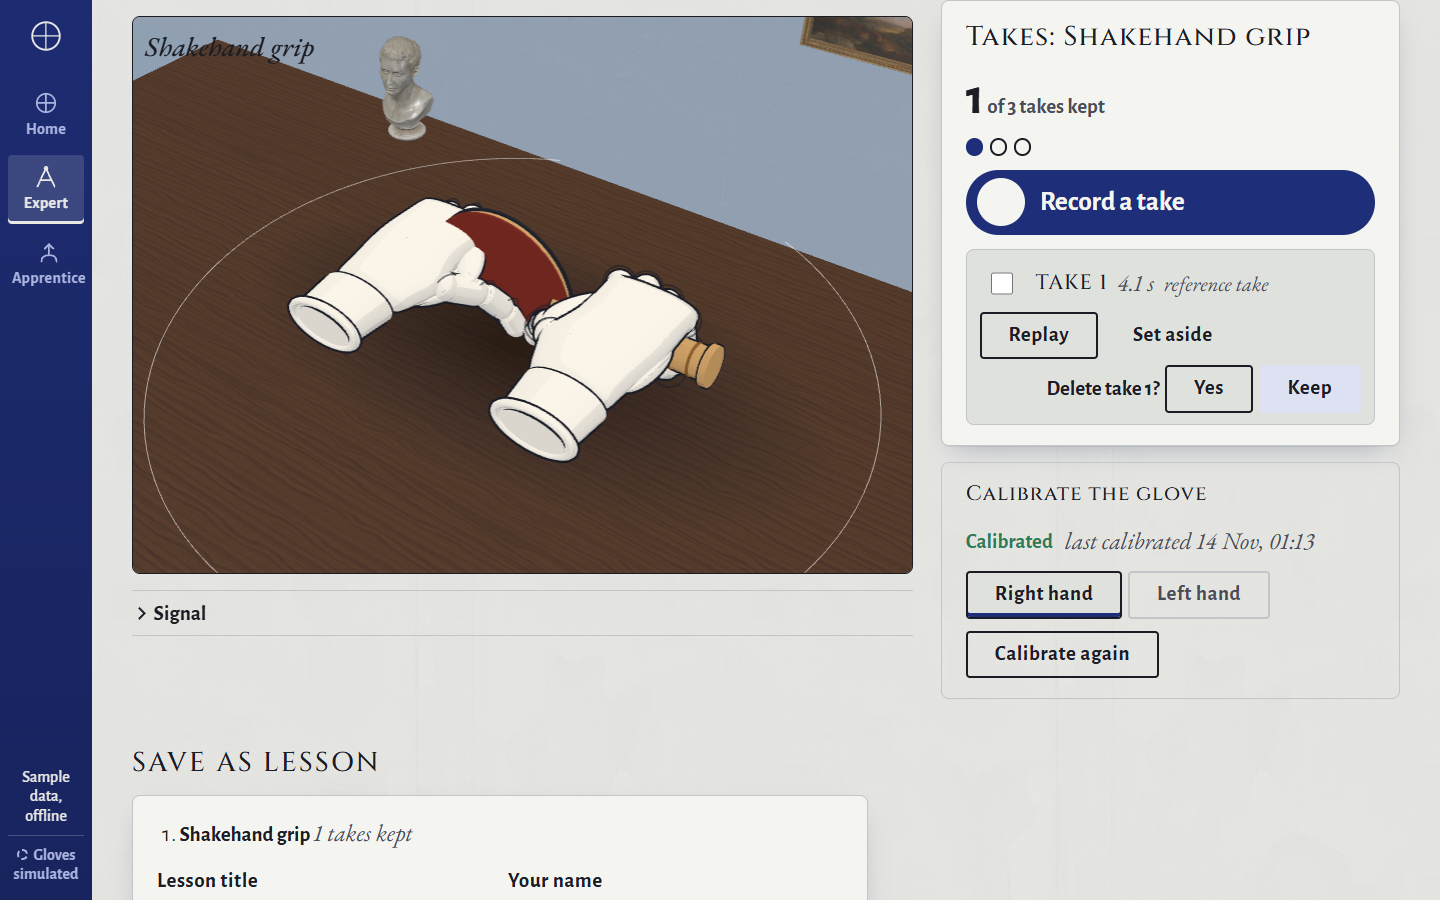 Home
Expert
Apprentice
Sample
data,
offline
Gloves
simulated
Shakehand grip
Signal
Takes: Shakehand grip
1 of 3 takes kept
Record a take
TAKE 1 4.1 s reference take
Replay Set aside
Delete take 1? Yes Keep
Calibrate the glove
Calibrated last calibrated 14 Nov, 01:13
Right hand Left hand
Calibrate again
SAVE AS LESSON
1. Shakehand grip 1 takes kept
Lesson title Your name